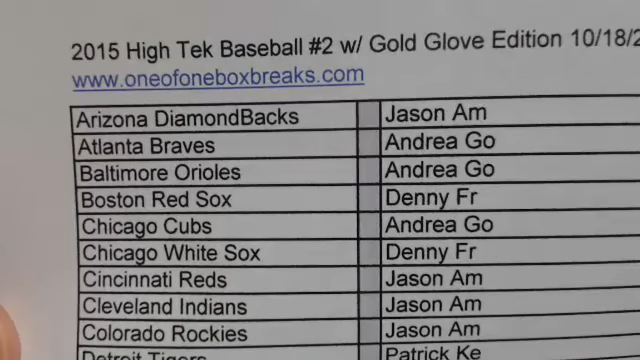 2015 High Tek Baseball #2 w/ Gold Glove Edition 10/18/2
www.oneofoneboxbreaks.com
Arizona DiamondBacks Jason Am
Atlanta Braves Andrea Go
Baltimore Orioles Andrea Go
Boston Red Sox Denny Fr
Chicago Cubs Andrea Go
Chicago White Sox Denny Fr
Cincinnati Reds Jason Am
Cleveland Indians Jason Am
Colorado Rockies Jason Am
Detroit Tigers Patrick Ke